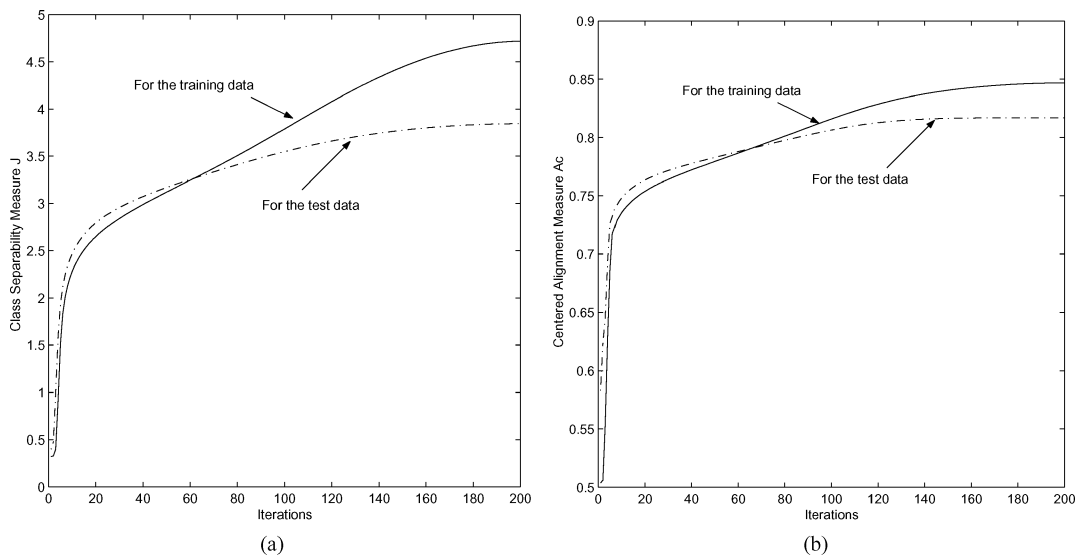 5
4.5
4
3.5
3
2.5
2
1.5
1
0.5
0
Class Separability Measure J
For the training data
For the test data
0 20 40 60 80 100 120 140 160 180 200
Iterations
(a)
0.9
0.85
0.8
0.75
0.7
0.65
0.6
0.55
0.5
Centered Alignment Measure Ac
For the training data
For the test data
0 20 40 60 80 100 120 140 160 180 200
Iterations
(b)